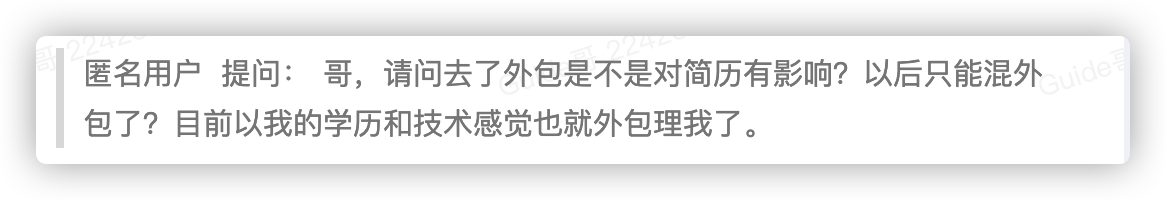 匿名用户 提问： 哥，请问去了外包是不是对简历有影响？以后只能混外
包了？目前以我的学历和技术感觉也就外包理我了。